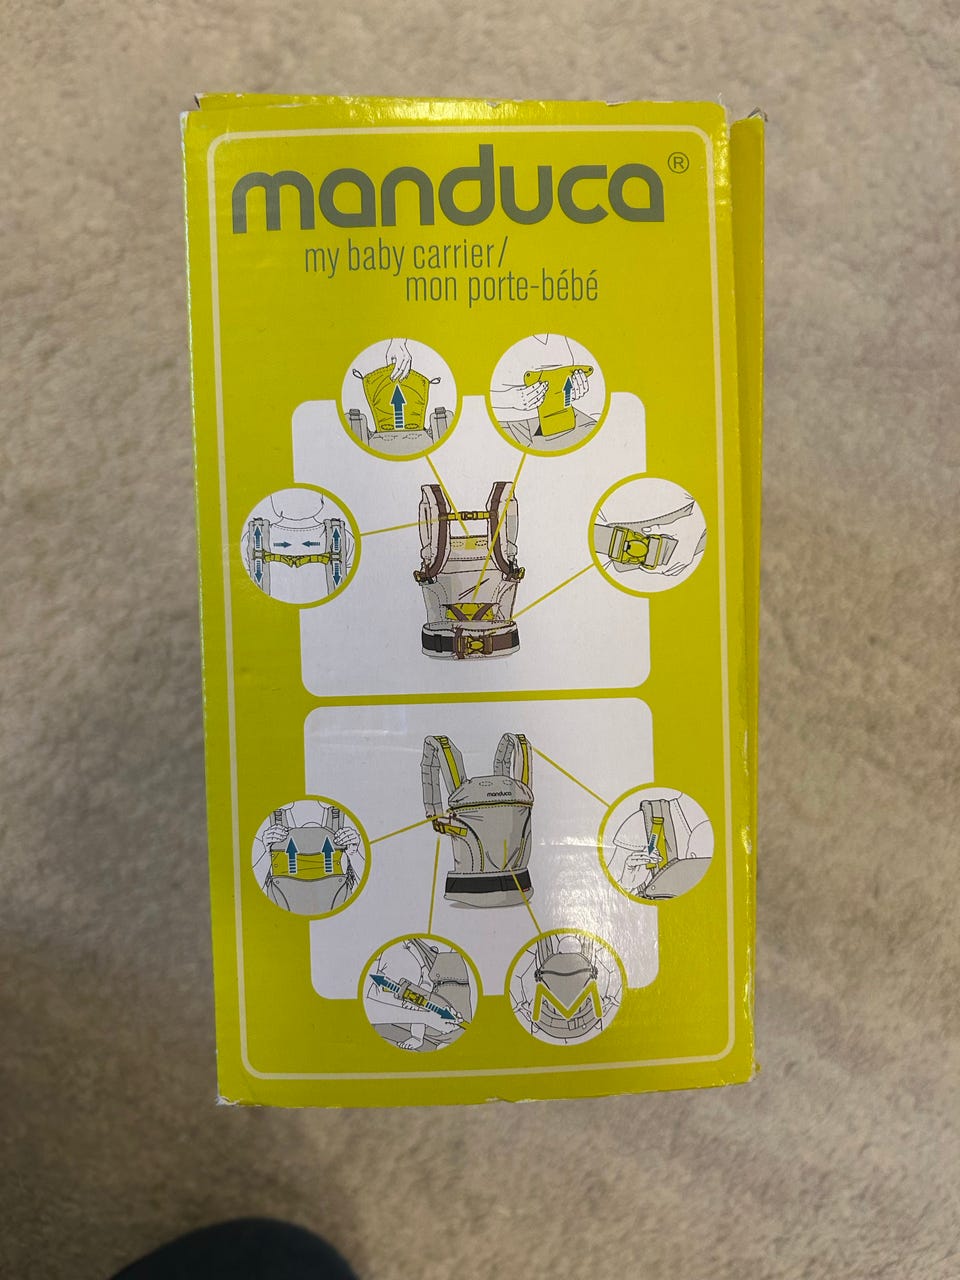 manduca®
my baby carrier/
mon porte-bébé
manduca
M